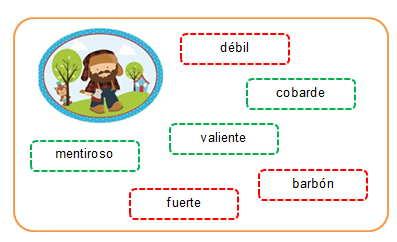 débil
cobarde
valiente
mentiroso
barbón
fuerte